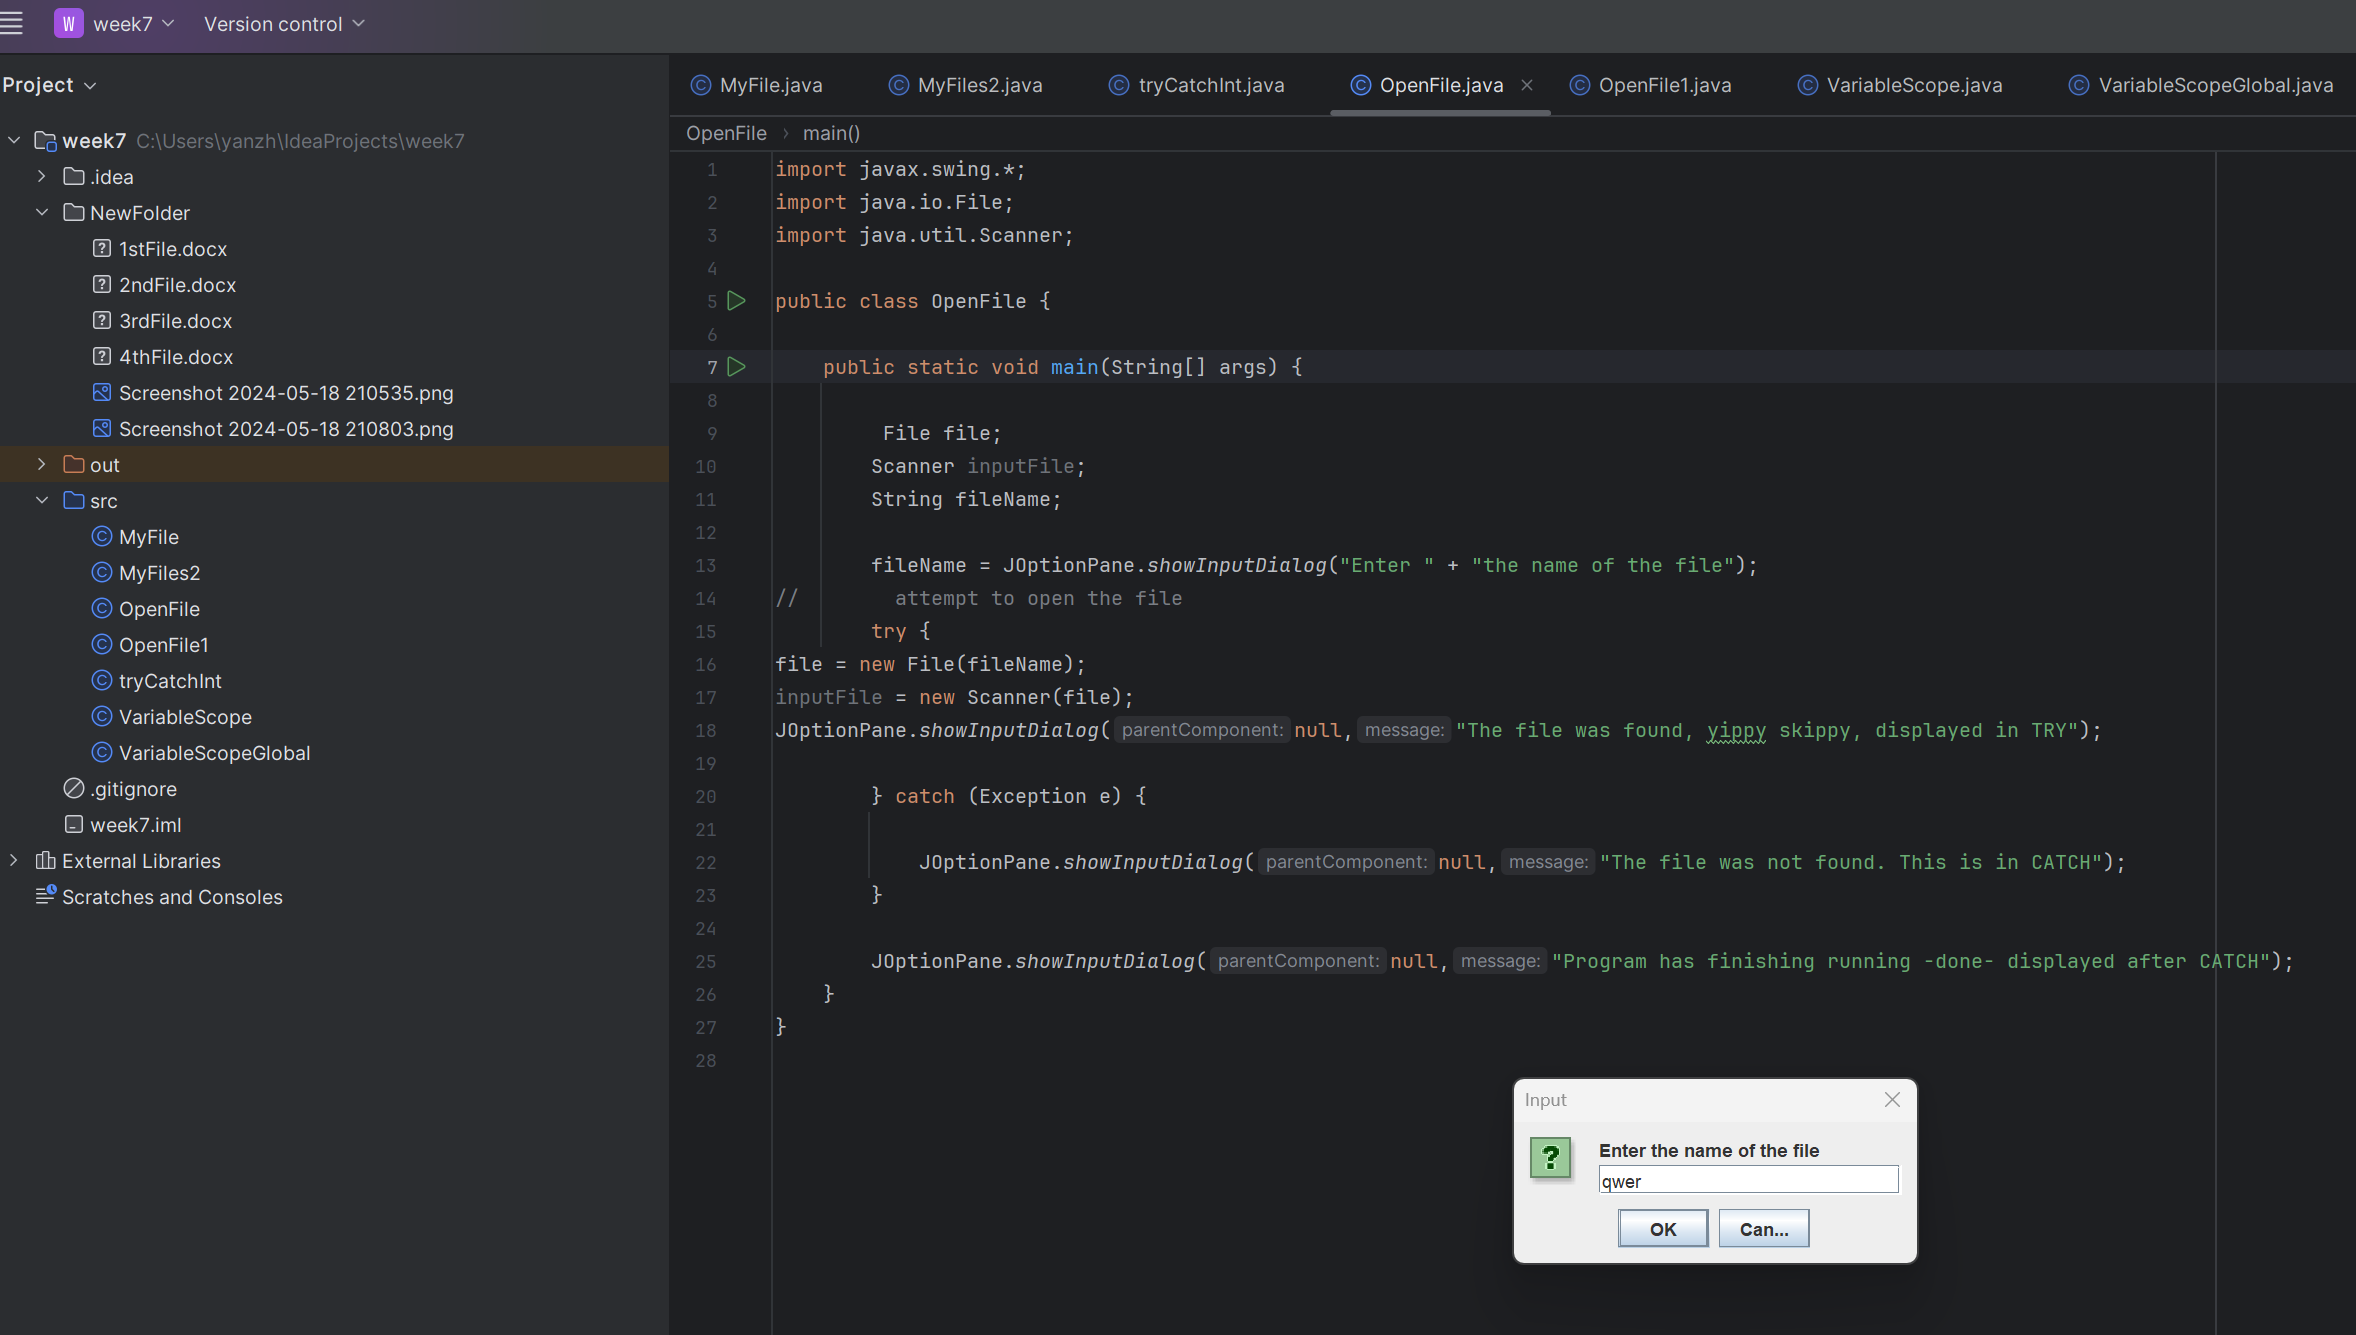 W week7 Version control
Project
week7 C:\Users\yanzh\IdeaProjects\week7
.idea
NewFolder
1stFile.docx
2ndFile.docx
3rdFile.docx
4thFile.docx
Screenshot 2024-05-18 210535.png
Screenshot 2024-05-18 210803.png
out
src
MyFile
MyFiles2
OpenFile
OpenFile1
tryCatchInt
VariableScope
VariableScopeGlobal
.gitignore
week7.iml
External Libraries
Scratches and Consoles
MyFile.java MyFiles2.java tryCatchInt.java OpenFile.java OpenFile1.java VariableScope.java VariableScopeGlobal.java
OpenFile › main()
1 import javax.swing.*;
2 import java.io.File;
3 import java.util.Scanner;
4
5 public class OpenFile {
6
7     public static void main(String[] args) {
8
9          File file;
10         Scanner inputFile;
11         String fileName;
12
13         fileName = JOptionPane.showInputDialog("Enter " + "the name of the file");
14 //        attempt to open the file
15         try {
16 file = new File(fileName);
17 inputFile = new Scanner(file);
18 JOptionPane.showInputDialog( parentComponent: null, message: "The file was found, yippy skippy, displayed in TRY");
19
20         } catch (Exception e) {
21
22             JOptionPane.showInputDialog( parentComponent: null, message: "The file was not found. This is in CATCH");
23         }
24
25         JOptionPane.showInputDialog( parentComponent: null, message: "Program has finishing running -done- displayed after CATCH");
26     }
27 }
28
Input
? Enter the name of the file
qwer
OK Can...